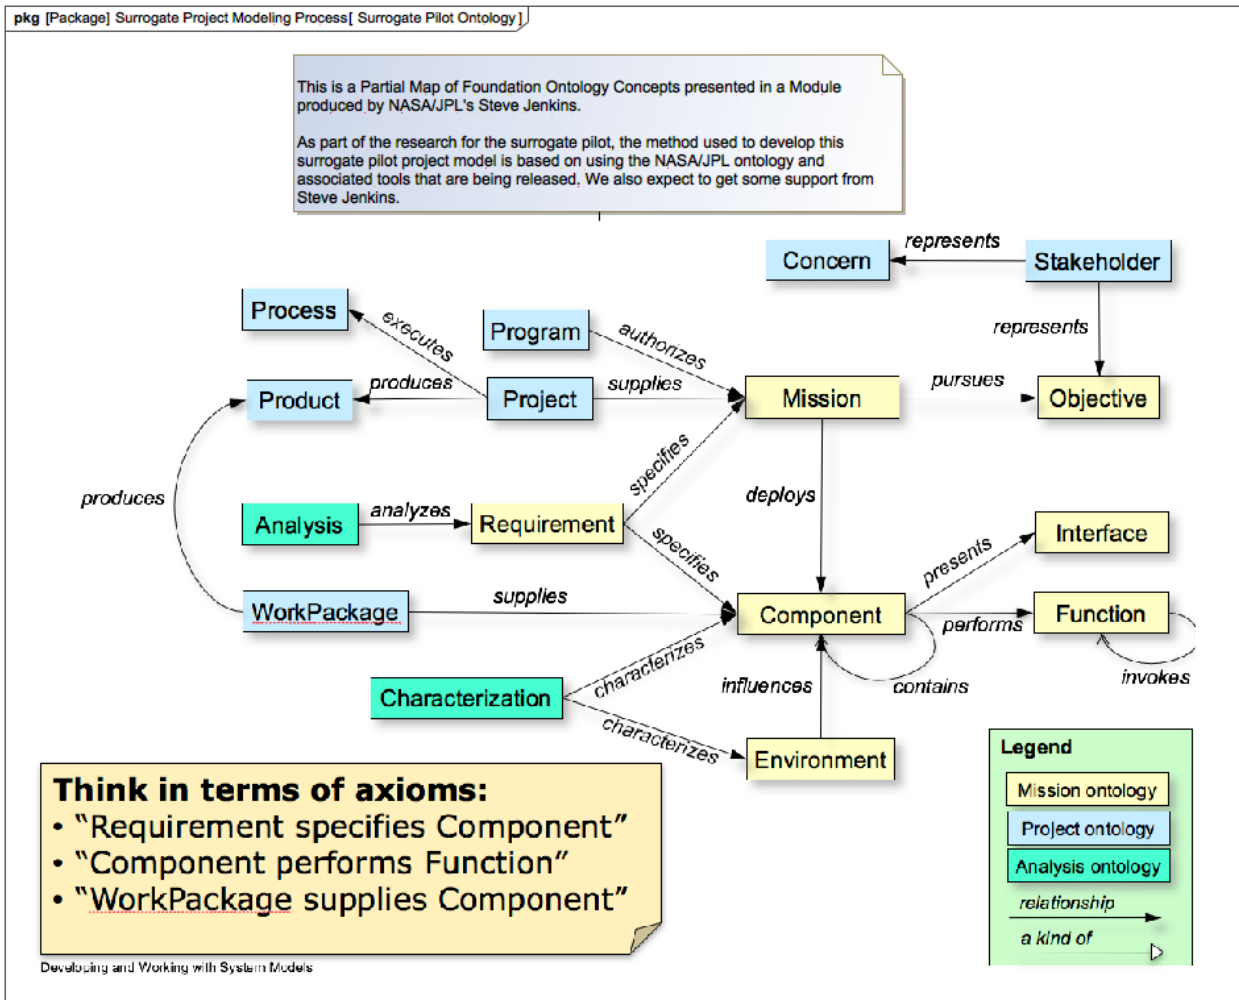 pkg [Package] Surrogate Project Modeling Process[ Surrogate Pilot Ontology]
This is a Partial Map of Foundation Ontology Concepts presented in a Module
produced by NASA/JPL's Steve Jenkins.
As part of the research for the surrogate pilot, the method used to develop this
surrogate pilot project model is based on using the NASA/JPL ontology and
associated tools that are being released. We also expect to get some support from
Steve Jenkins.
represents
Concern
Stakeholder
Process
executes
Program
authorizes
represents
Product
produces
Project
supplies
Mission
pursues
Objective
specifies
produces
deploys
Analysis
analyzes
Requirement
Interface
specifies
presents
WorkPackage
supplies
Component
performs
Function
characterizes
influences
contains
invokes
Characterization
characterizes
Environment
Think in terms of axioms:
• “Requirement specifies Component”
• “Component performs Function”
• “WorkPackage supplies Component”
Legend
Mission ontology
Project ontology
Analysis ontology
relationship
a kind of
Developing and Working with System Models